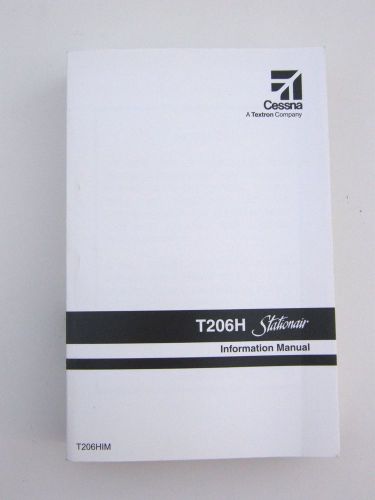 Cessna
A Textron Company
T206H Stationair
Information Manual
T206HIM